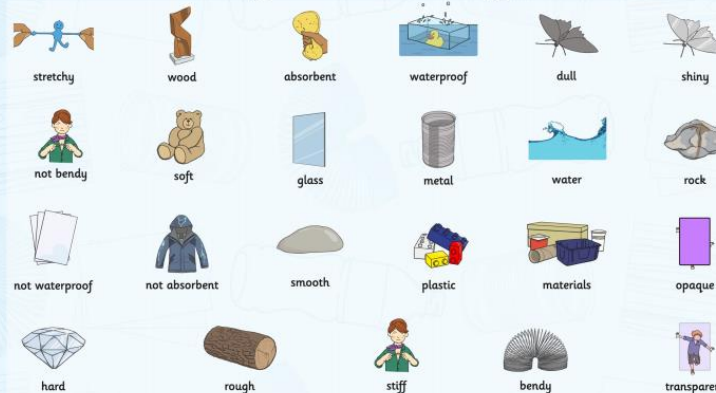 stretchy wood absorbent waterproof dull shiny
not bendy soft glass metal water rock
not waterproof not absorbent smooth plastic materials opaque
hard rough stiff bendy transparen